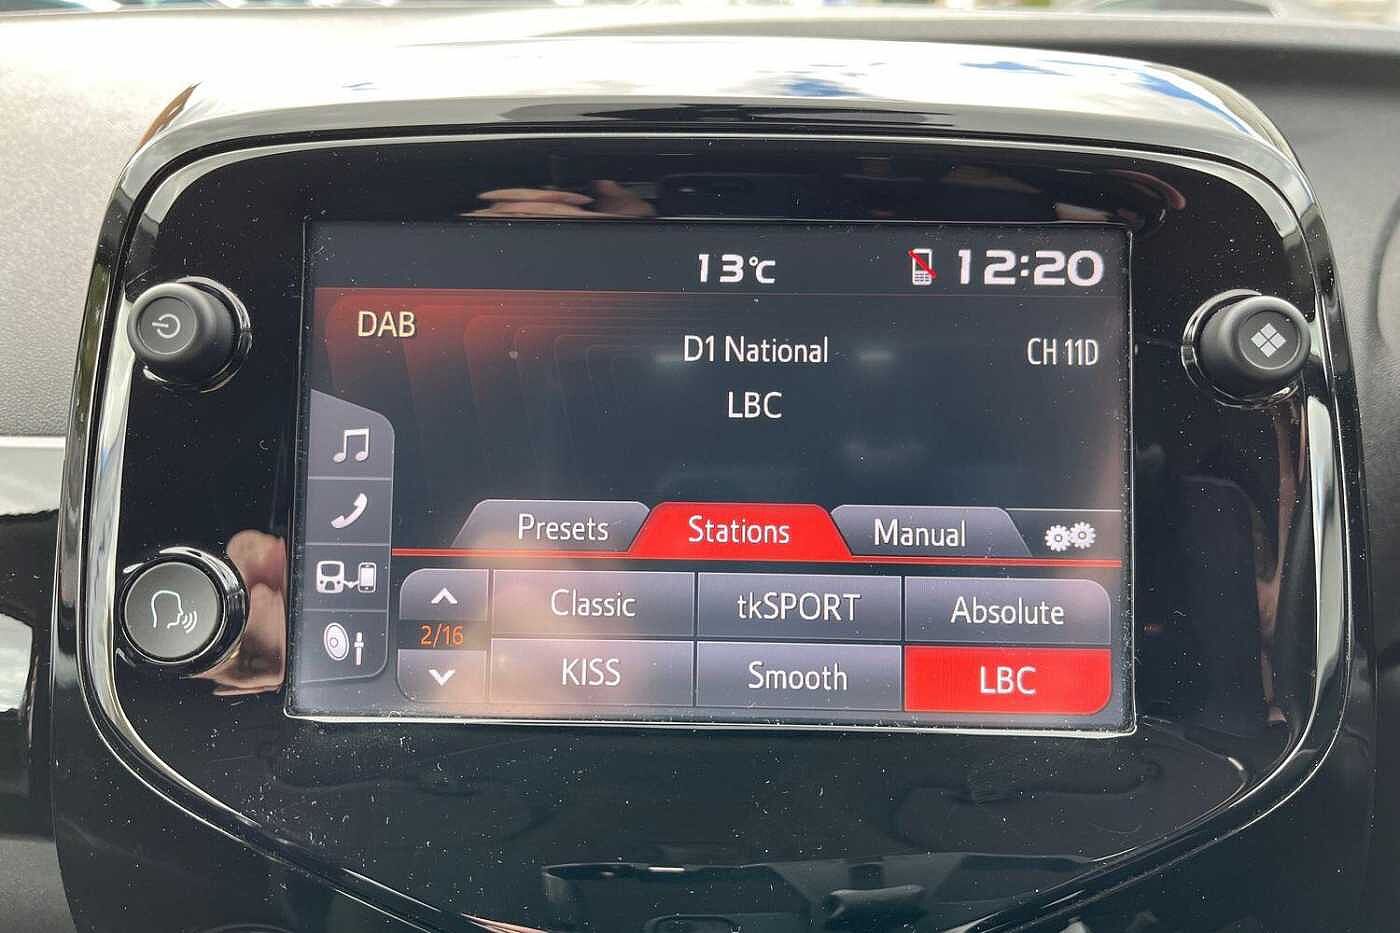 13°C 12:20
DAB
D1 National CH 11D
LBC
Presets Stations Manual
Classic tkSPORT Absolute
2/16
KISS Smooth LBC